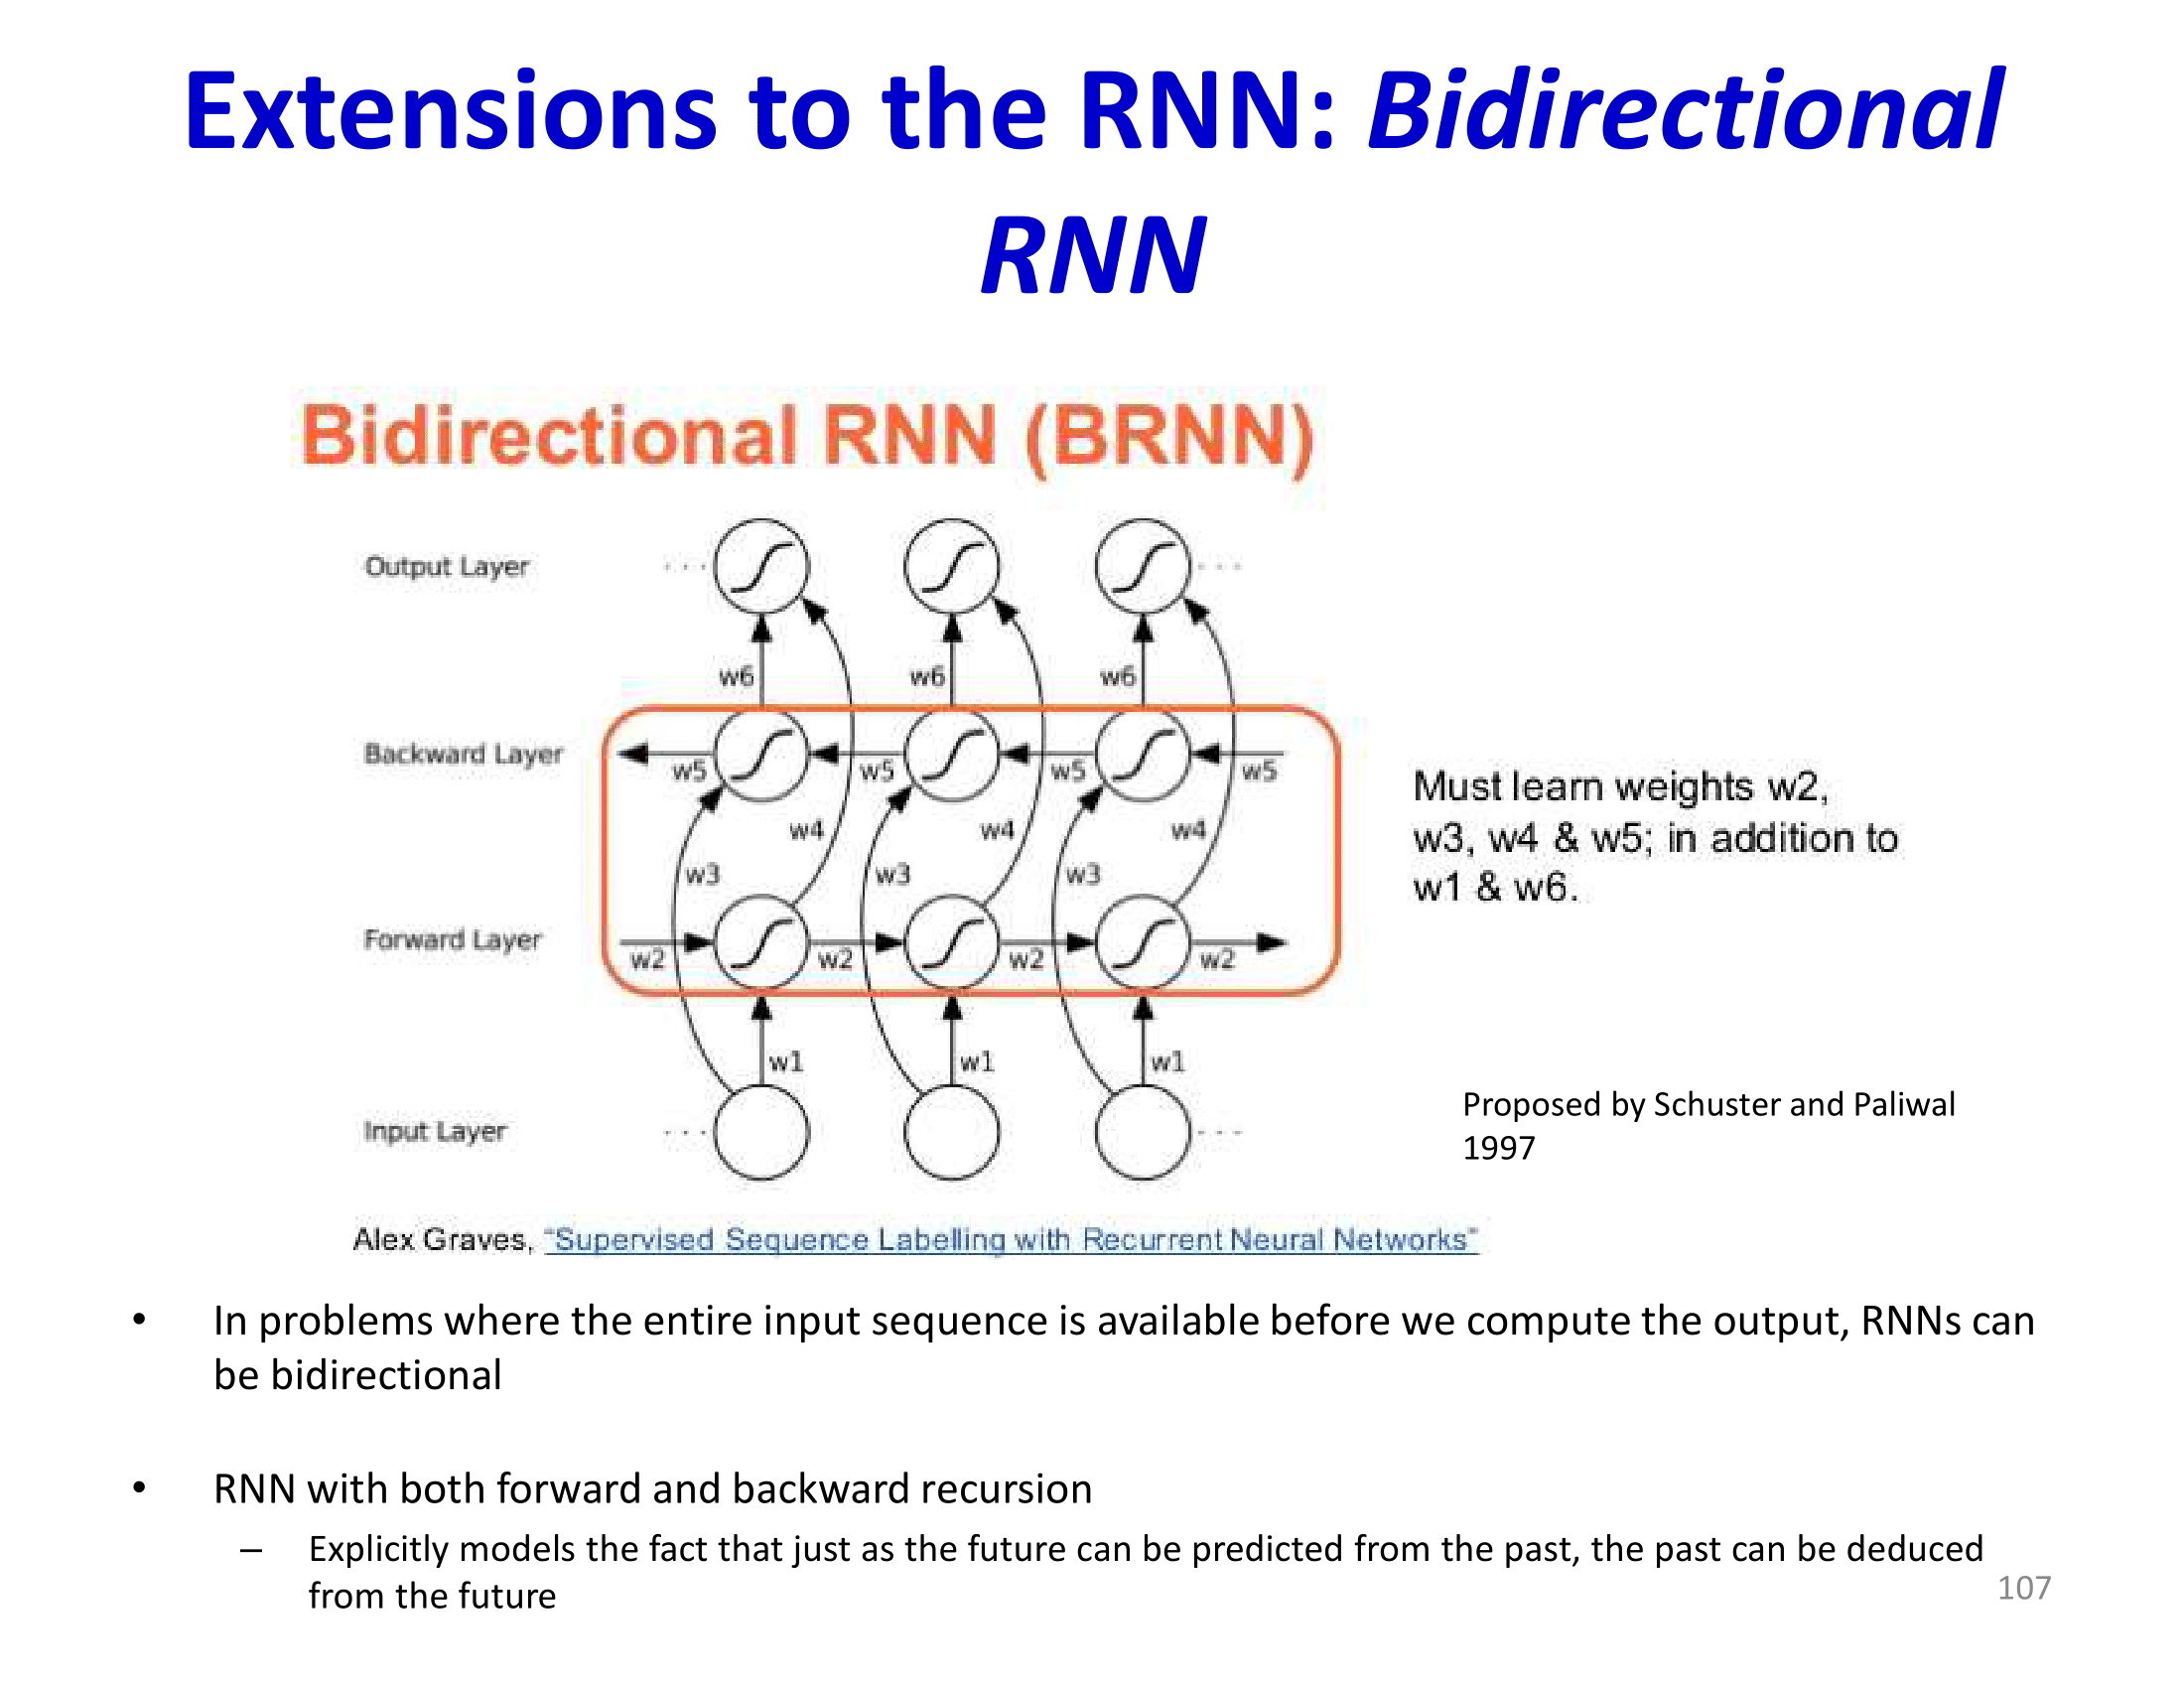 Extensions to the RNN: Bidirectional
RNN
Bidirectional RNN (BRNN)
Output Layer
w6 w6 w6
Backward Layer
w5 w5 w5 w5
w4 w4 w4
w3 w3 w3
Forward Layer
w2 w2 w2 w2
w1 w1 w1
Input Layer
Must learn weights w2,
w3, w4 & w5; in addition to
w1 & w6.
Proposed by Schuster and Paliwal
1997
Alex Graves, "Supervised Sequence Labelling with Recurrent Neural Networks"
• In problems where the entire input sequence is available before we compute the output, RNNs can
be bidirectional
• RNN with both forward and backward recursion
– Explicitly models the fact that just as the future can be predicted from the past, the past can be deduced
from the future
107